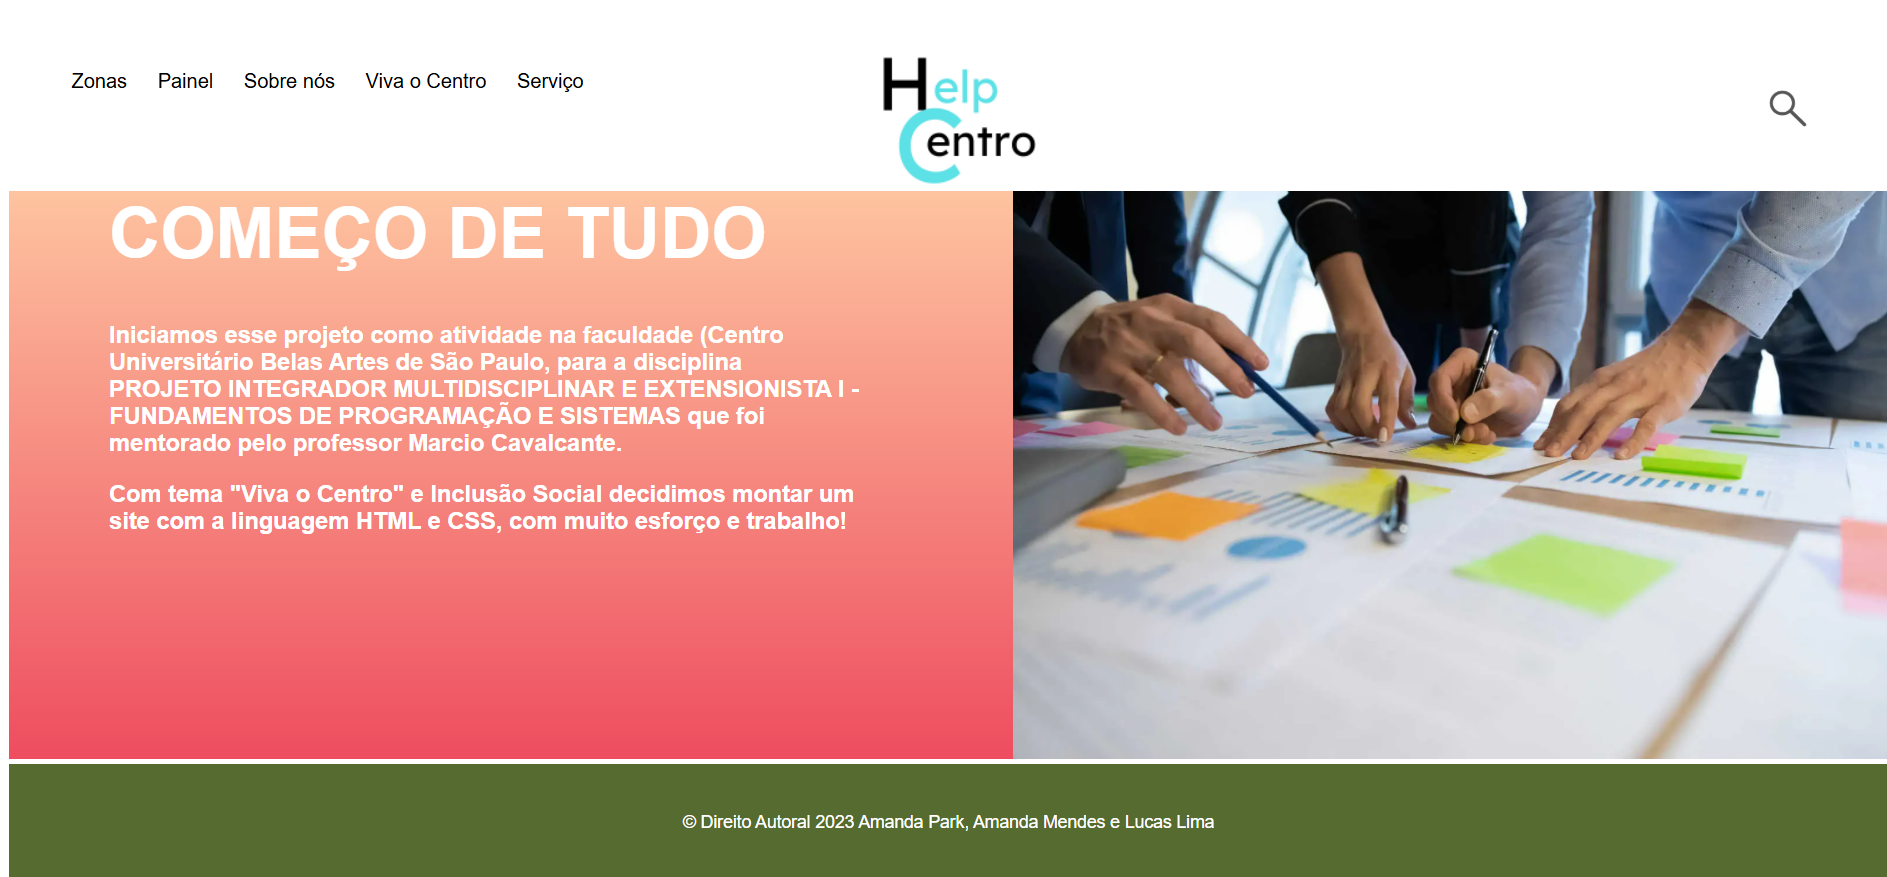 Zonas Painel Sobre nós Viva o Centro Serviço
Help
Centro
COMEÇO DE TUDO
Iniciamos esse projeto como atividade na faculdade (Centro
Universitário Belas Artes de São Paulo, para a disciplina
PROJETO INTEGRADOR MULTIDISCIPLINAR E EXTENSIONISTA I -
FUNDAMENTOS DE PROGRAMAÇÃO E SISTEMAS que foi
mentorado pelo professor Marcio Cavalcante.
Com tema "Viva o Centro" e Inclusão Social decidimos montar um
site com a linguagem HTML e CSS, com muito esforço e trabalho!
© Direito Autoral 2023 Amanda Park, Amanda Mendes e Lucas Lima